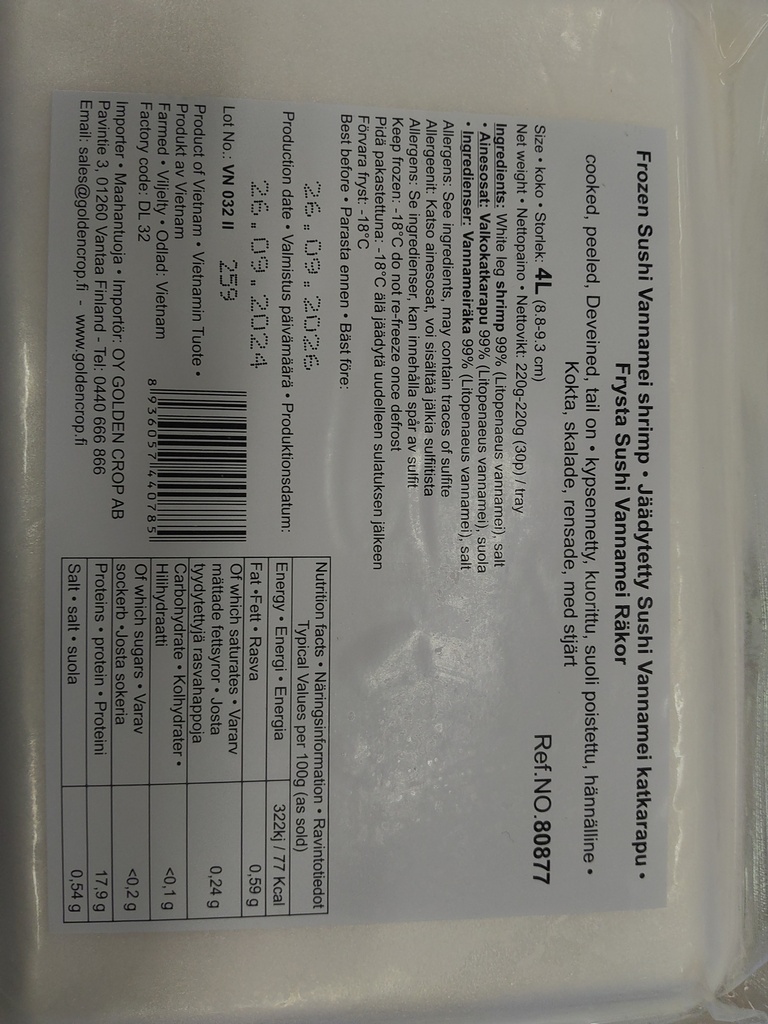 Frozen Sushi Vannamei shrimp • Jäädytetty Sushi Vannamei katkarapu •
Frysta Sushi Vannamei Räkor
cooked, peeled, Deveined, tail on • kypsennetty, kuorittu, suoli poistettu, hännälline •
Kokta, skalade, rensade, med stjärt
Size • koko • Storlek: 4L (8.8-9.3 cm)
Ref.NO.80877
Net weight • Nettopaino • Nettovikt: 220g-220g (30p) / tray
Ingredients: White leg shrimp 99% (Litopenaeus vannamei), salt
• Ainesosat: Valkokatkarapu 99% (Litopenaeus vannamei), suola
• Ingredienser: Vannameiräka 99% (Litopenaeus vannamei), salt
Allergens: See ingredients, may contain traces of sulfite
Allergeenit: Katso ainesosat, voi sisältää jälkia sulfiitista
Allergens: Se ingredienser, kan innehålla spår av sulfit
Keep frozen: -18°C do not re-freeze once defrost
Pidä pakastettuna: -18°C älä jäädytä uudelleen sulatuksen jälkeen
Förvara fryst: -18°C
Best before • Parasta ennen • Bäst före:
26.09.2026
Production date • Valmistus päivämäärä • Produktionsdatum:
26.09.2024
Lot No.: VN 032 II 259
Product of Vietnam • Vietnamin Tuote •
Produkt av Vietnam
Farmed • Viljelty • Odlad: Vietnam
Factory code: DL 32
8 936057 440785
Importer • Maahantuoja • Importör: OY GOLDEN CROP AB
Pavintie 3, 01260 Vantaa Finland - Tel: 0440 666 866
Email: sales@goldencrop.fi - www.goldencrop.fi
Nutrition facts • Näringsinformation • Ravintotiedot
Typical Values per 100g (as sold)
Energy • Energi • Energia 322kj / 77 Kcal
Fat •Fett • Rasva 0,59 g
Of which saturates • Vararv
mättade fettsyror • Josta
tyydytettyjä rasvahappoja 0,24 g
Carbohydrate • Kolhydrater •
Hiilihydraatti <0,1 g
Of which sugars • Varav
sockerb •Josta sokeria <0,2 g
Proteins • protein • Proteini 17,9 g
Salt • salt • suola 0,54 g